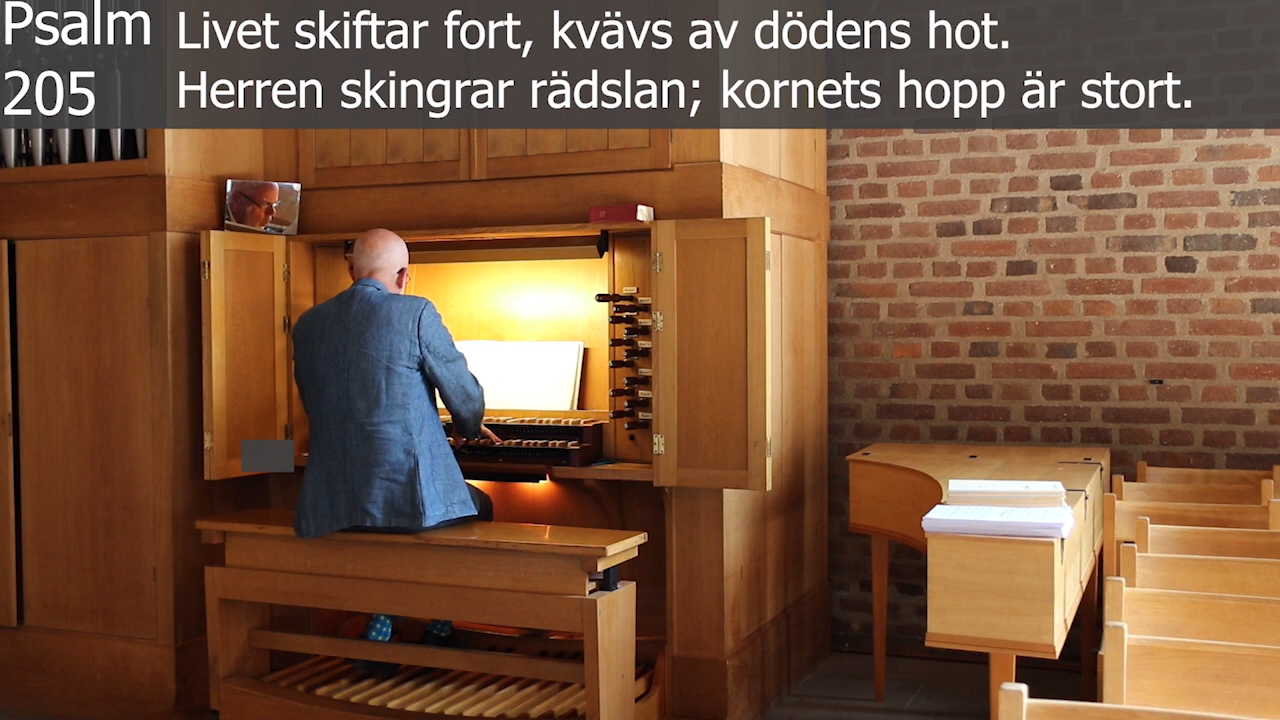 Psalm
205
Livet skiftar fort, kvävs av dödens hot.
Herren skingrar rädslan; kornets hopp är stort.